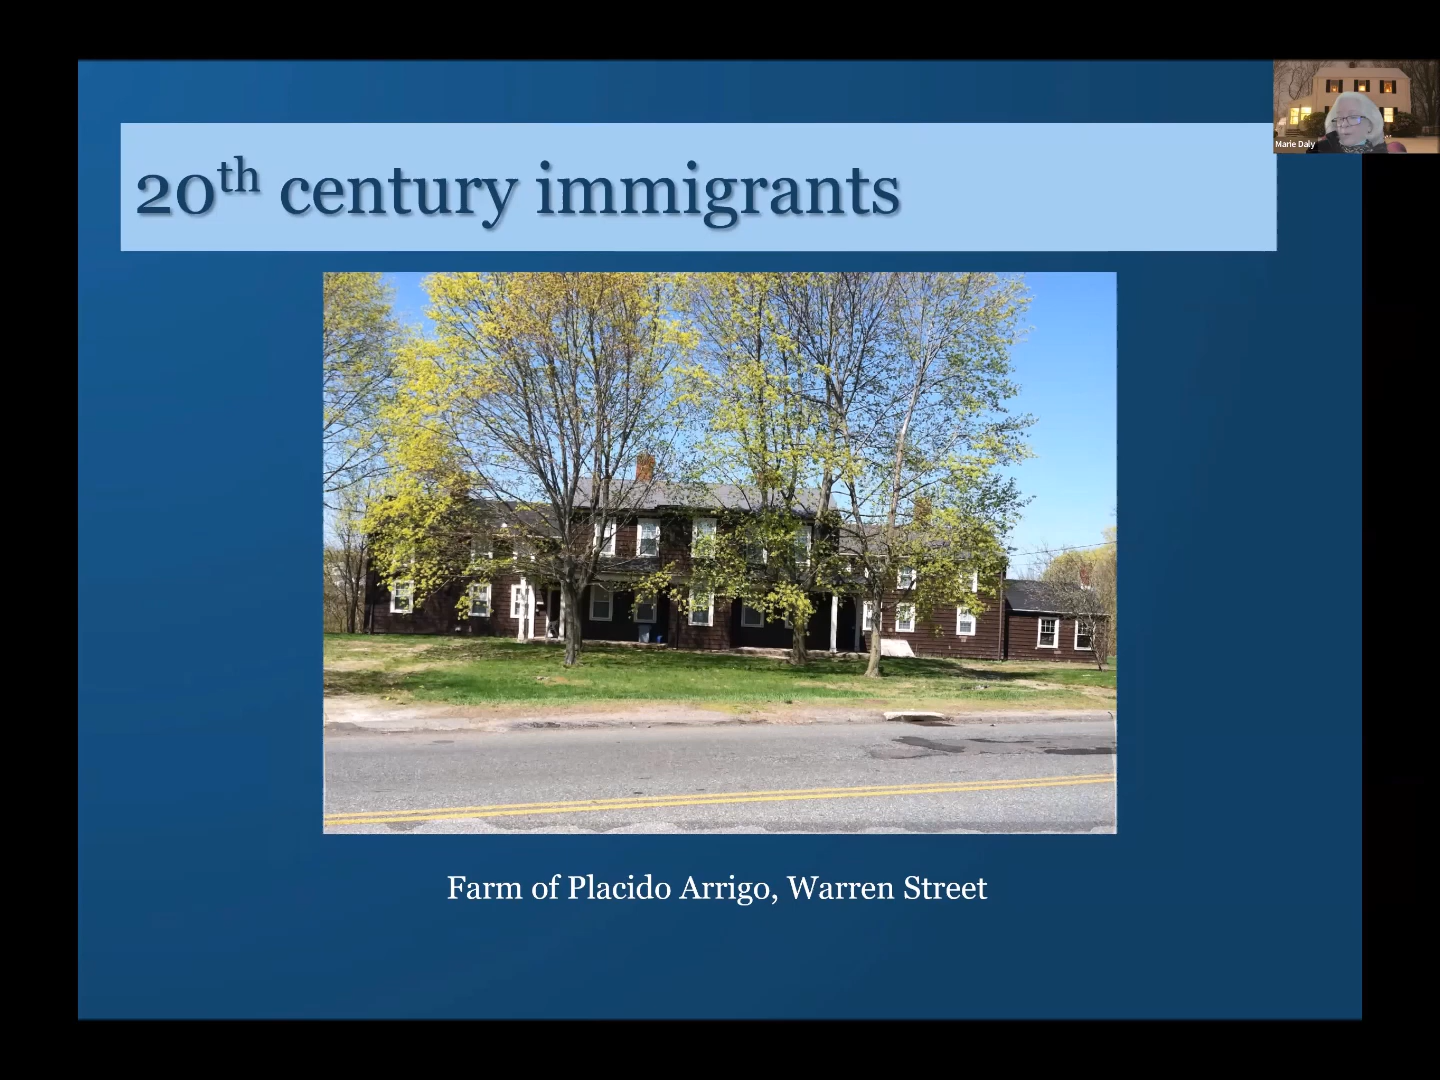 Marie Daly
20th century immigrants
Farm of Placido Arrigo, Warren Street